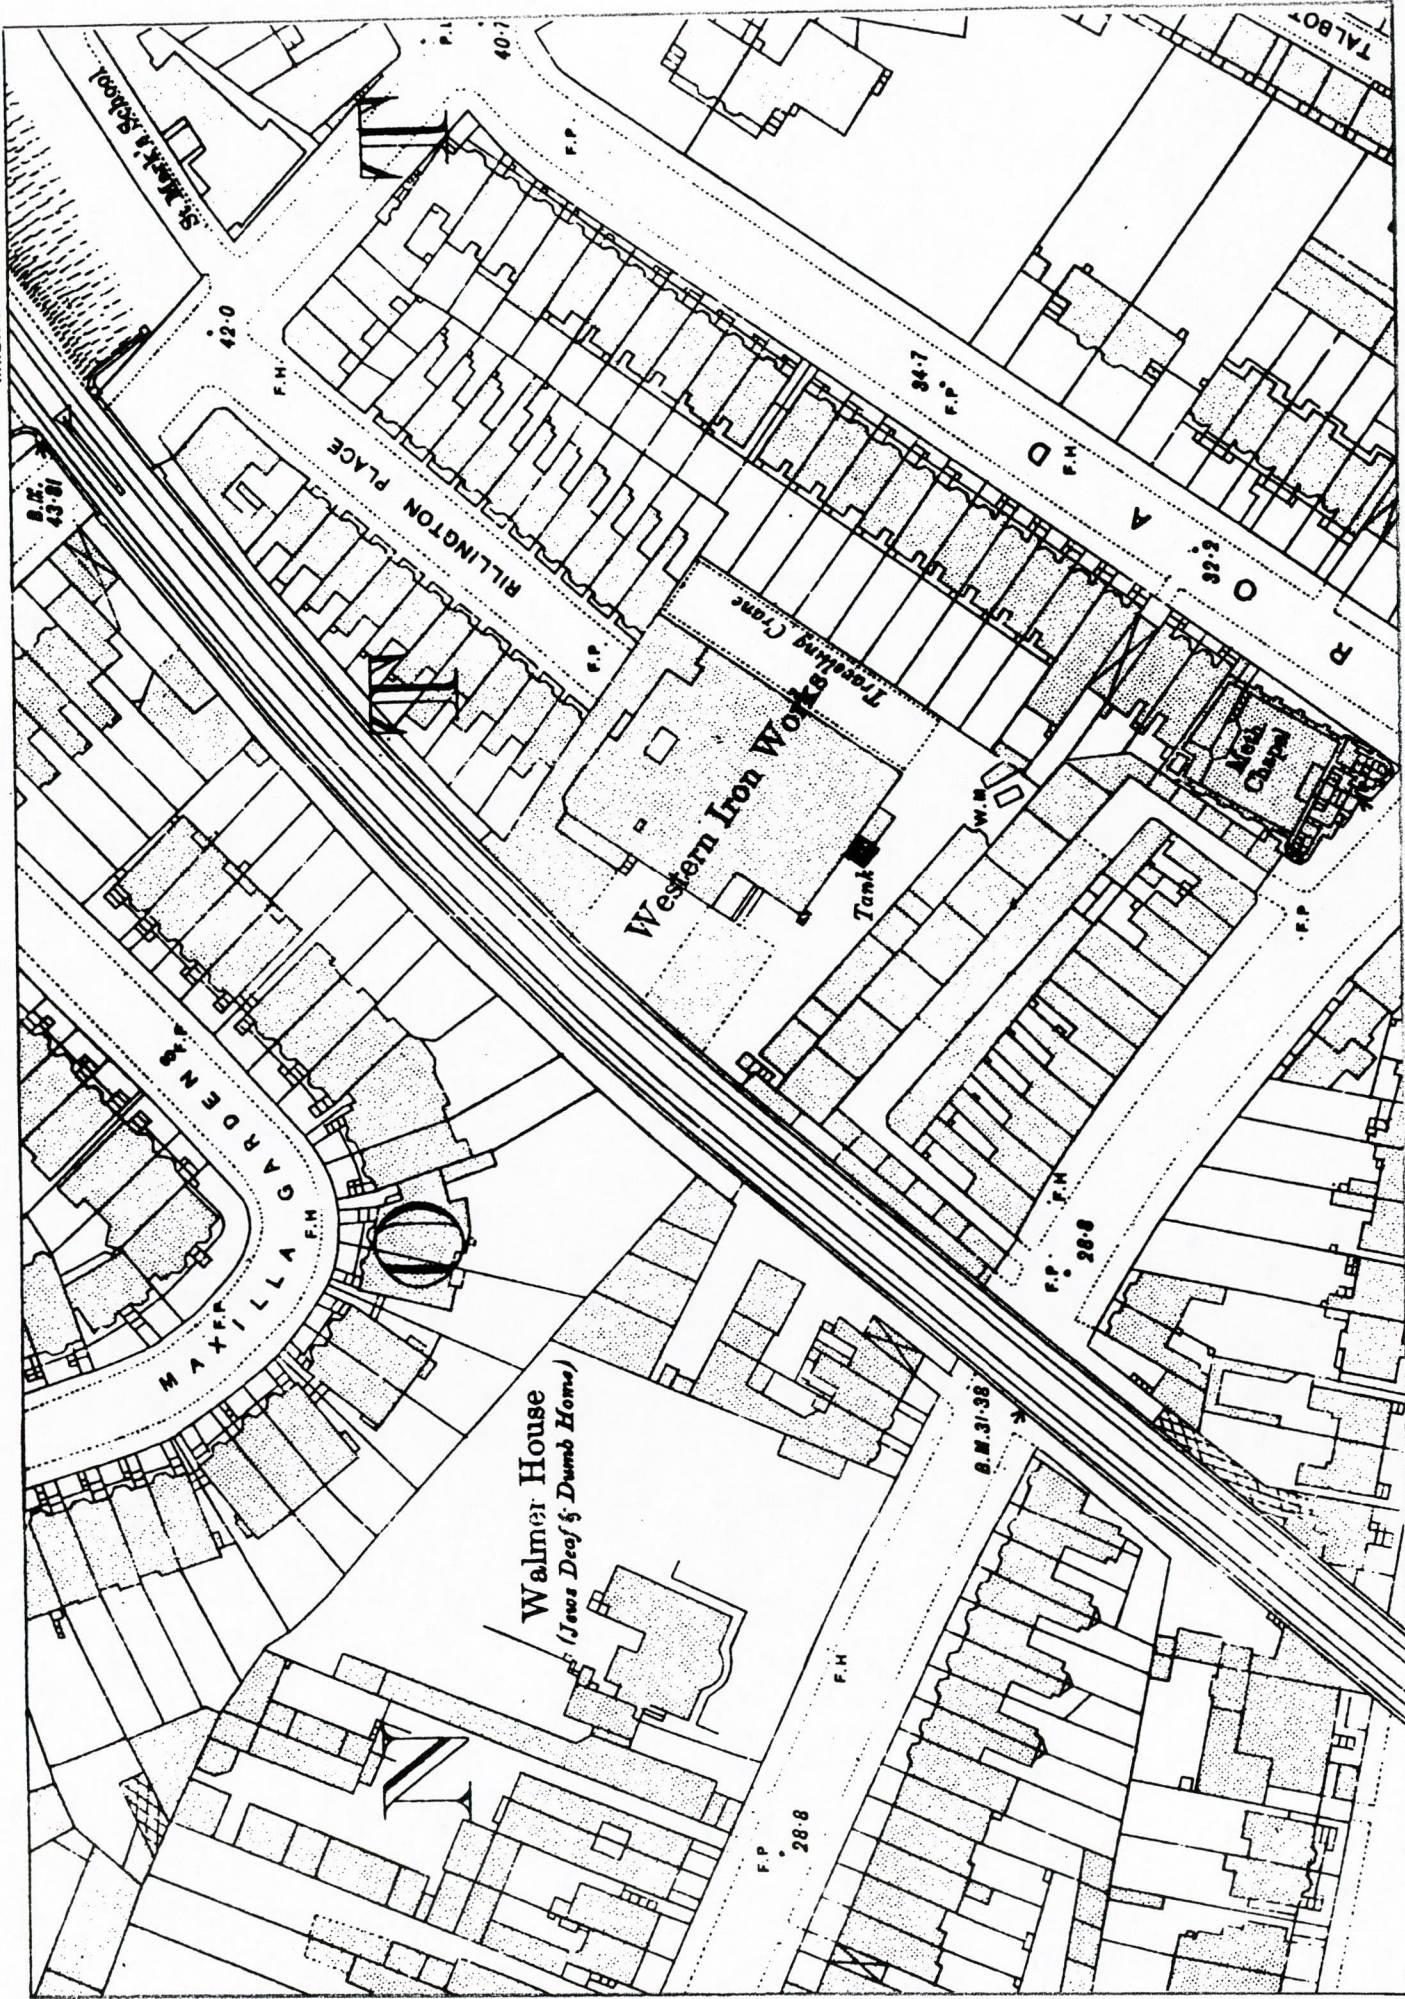 St. Mark's School
40·7
F.P.
42·0
F.H.
B.M.
43·81
RILLINGTON PLACE
F.P.
TALBOT
34·7
F.P.
F.H
ROAD
32·2
Travelling Crane
Western Iron Works
Tank
W.M.
Meth.
Chapel
F.P
MAXILLA GARDENS
F.P
F.H
F.P.
Walmer House
(Jews Deaf & Dumb Home)
B.M.31·38
F.H
F.P.
28·8
F.H
F.P
28·8
N
O
T
T